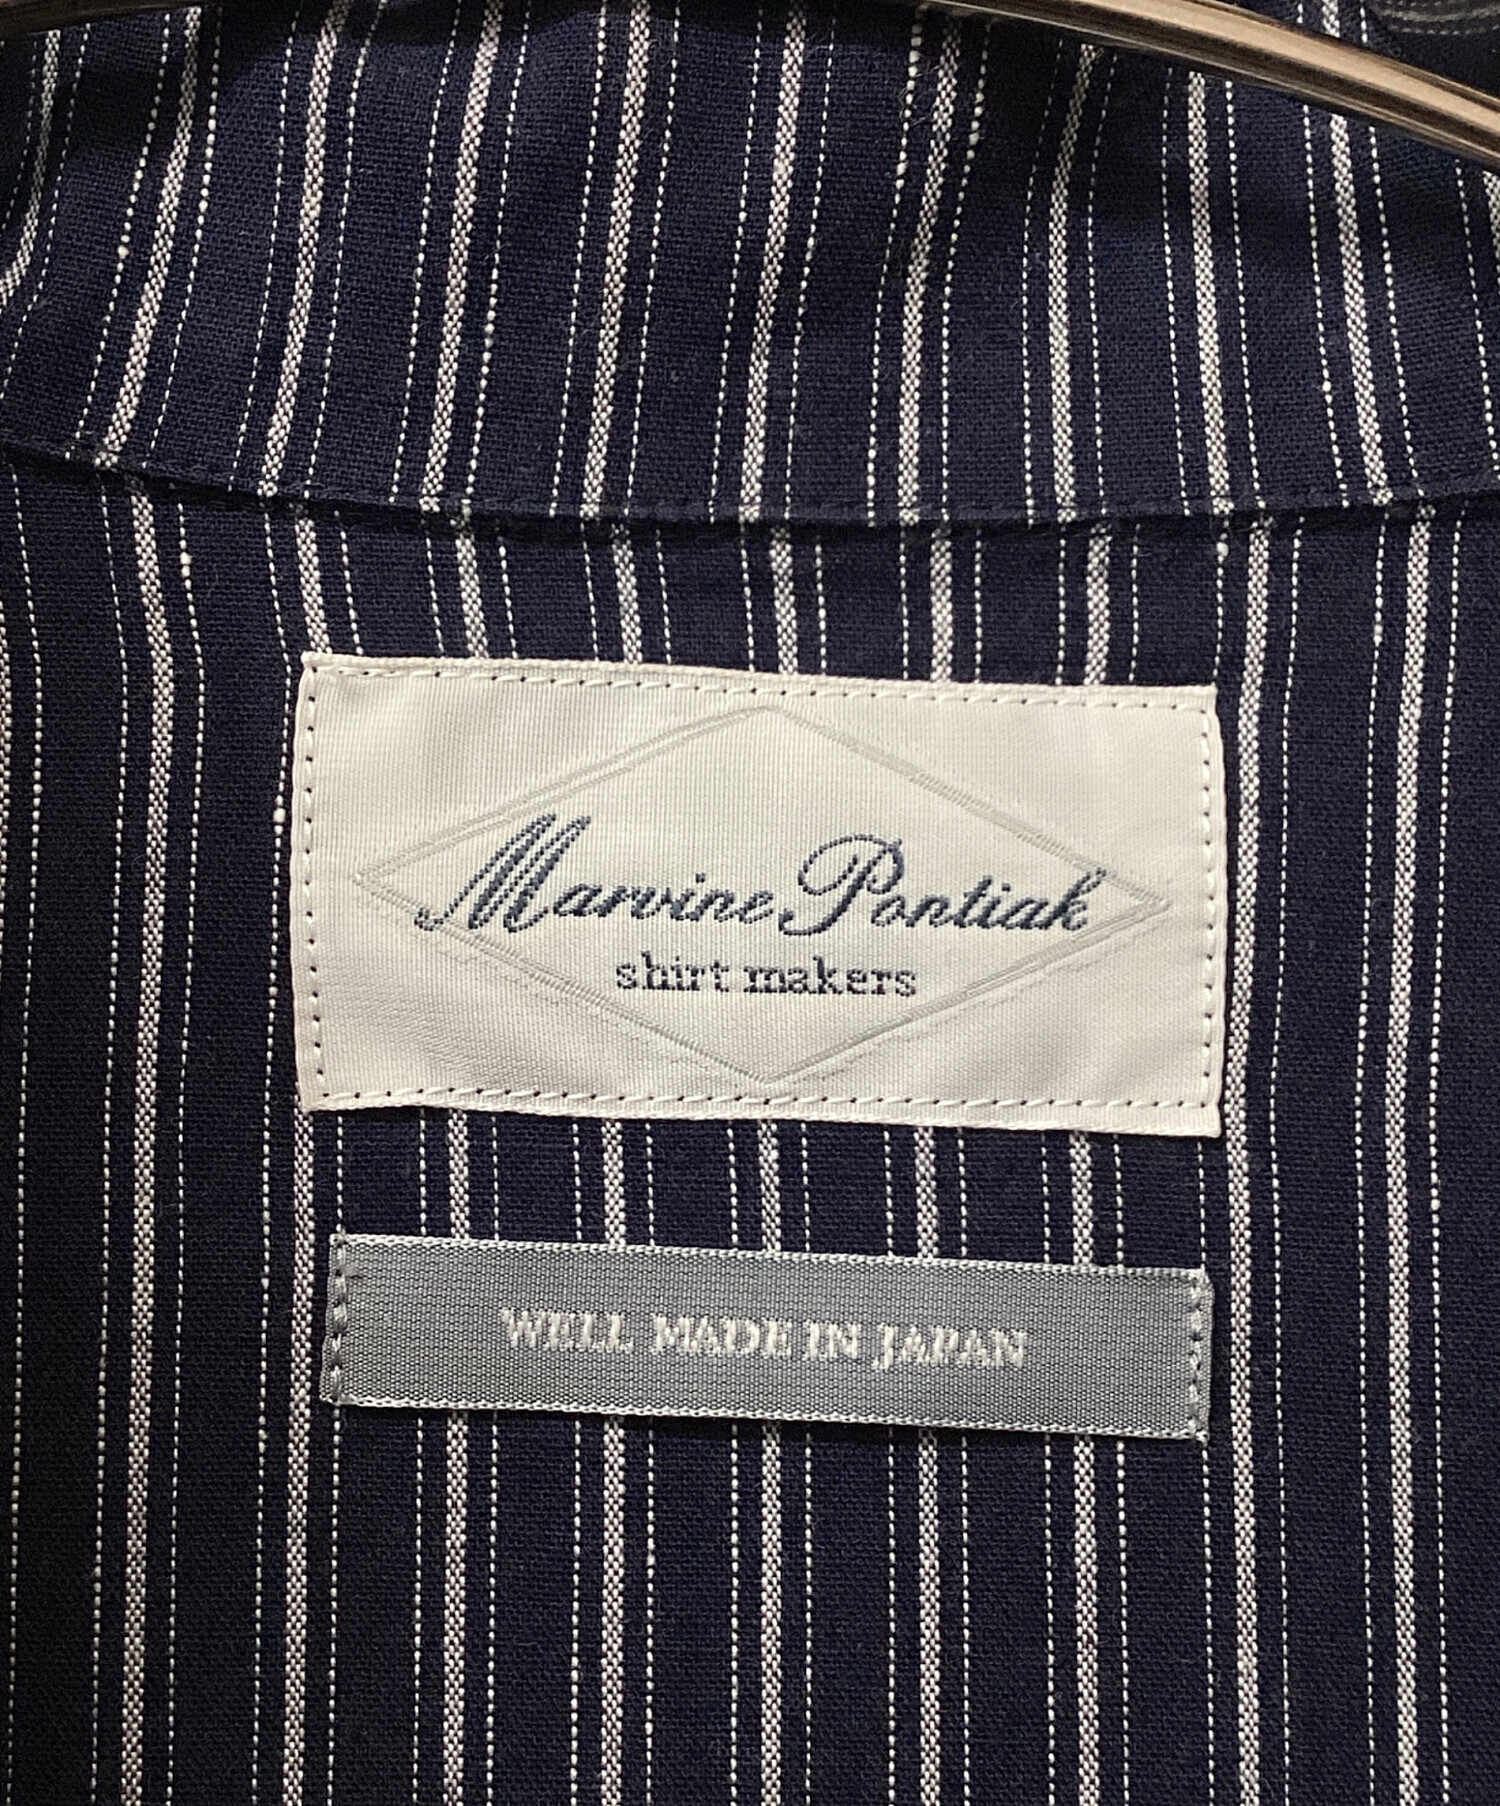 Marvine Pontiak
shirt makers
WELL MADE IN JAPAN